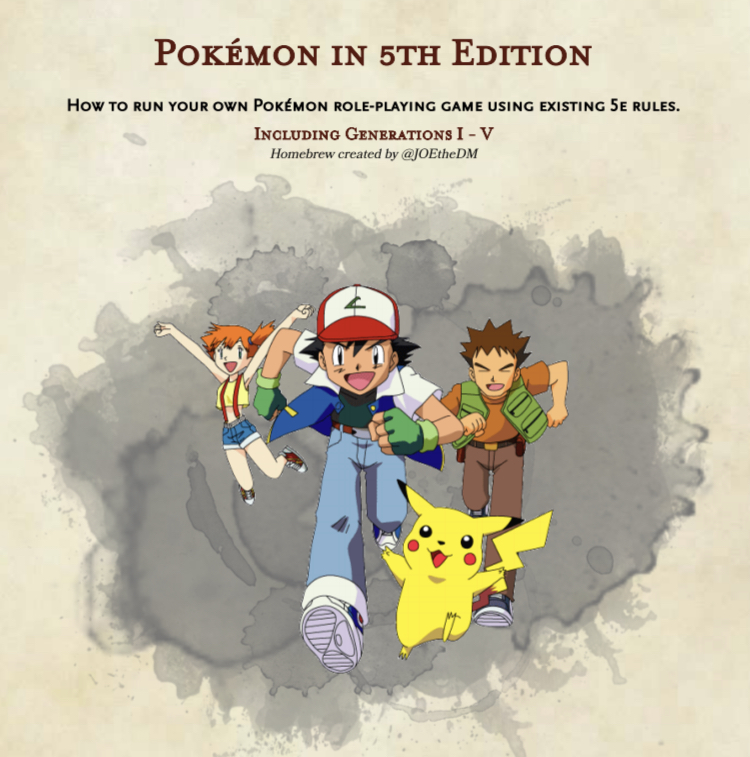 Pokémon in 5th Edition
How to run your own Pokémon role-playing game using existing 5e rules.
Including Generations I - V
Homebrew created by @JOEtheDM